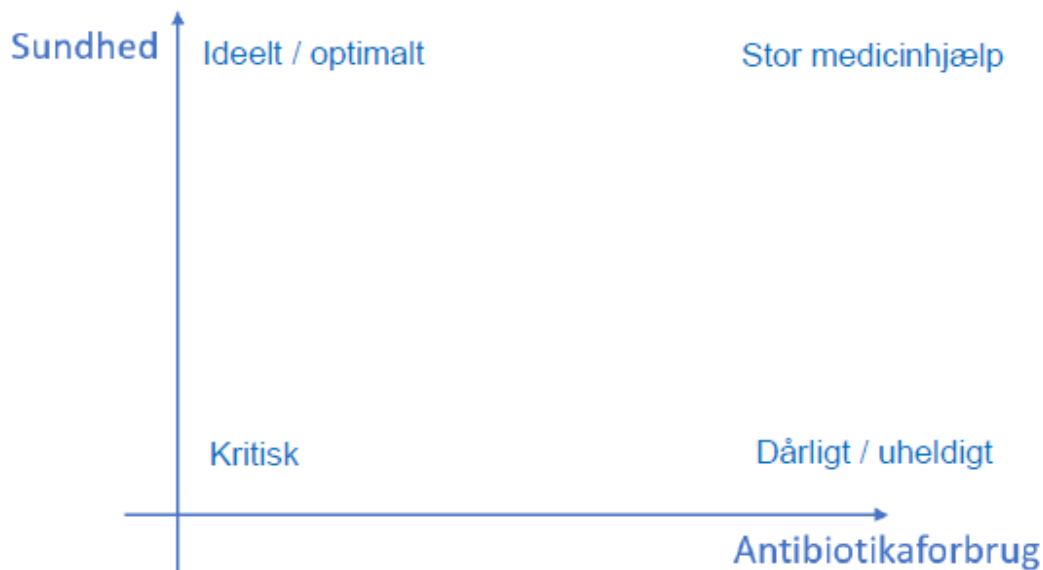 Sundhed
Ideelt / optimalt
Stor medicinhjælp
Kritisk
Dårligt / uheldigt
Antibiotikaforbrug